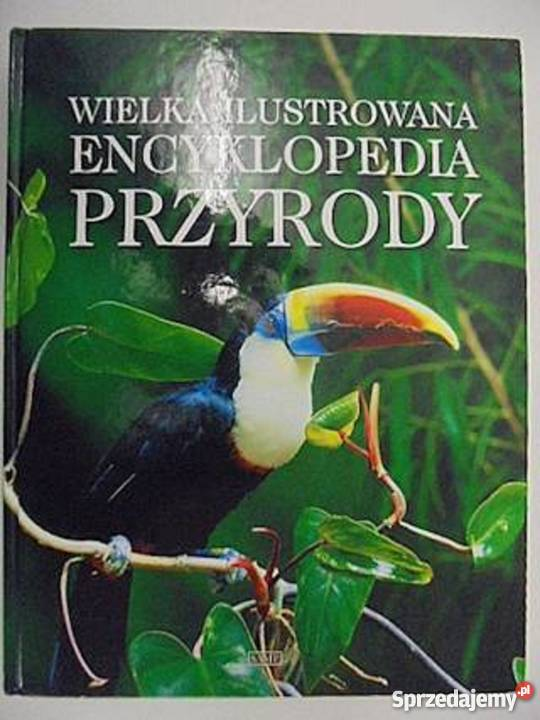 WIELKA ILUSTROWANA
ENCYKLOPEDIA
PRZYRODY
Sprzedajemy.pl